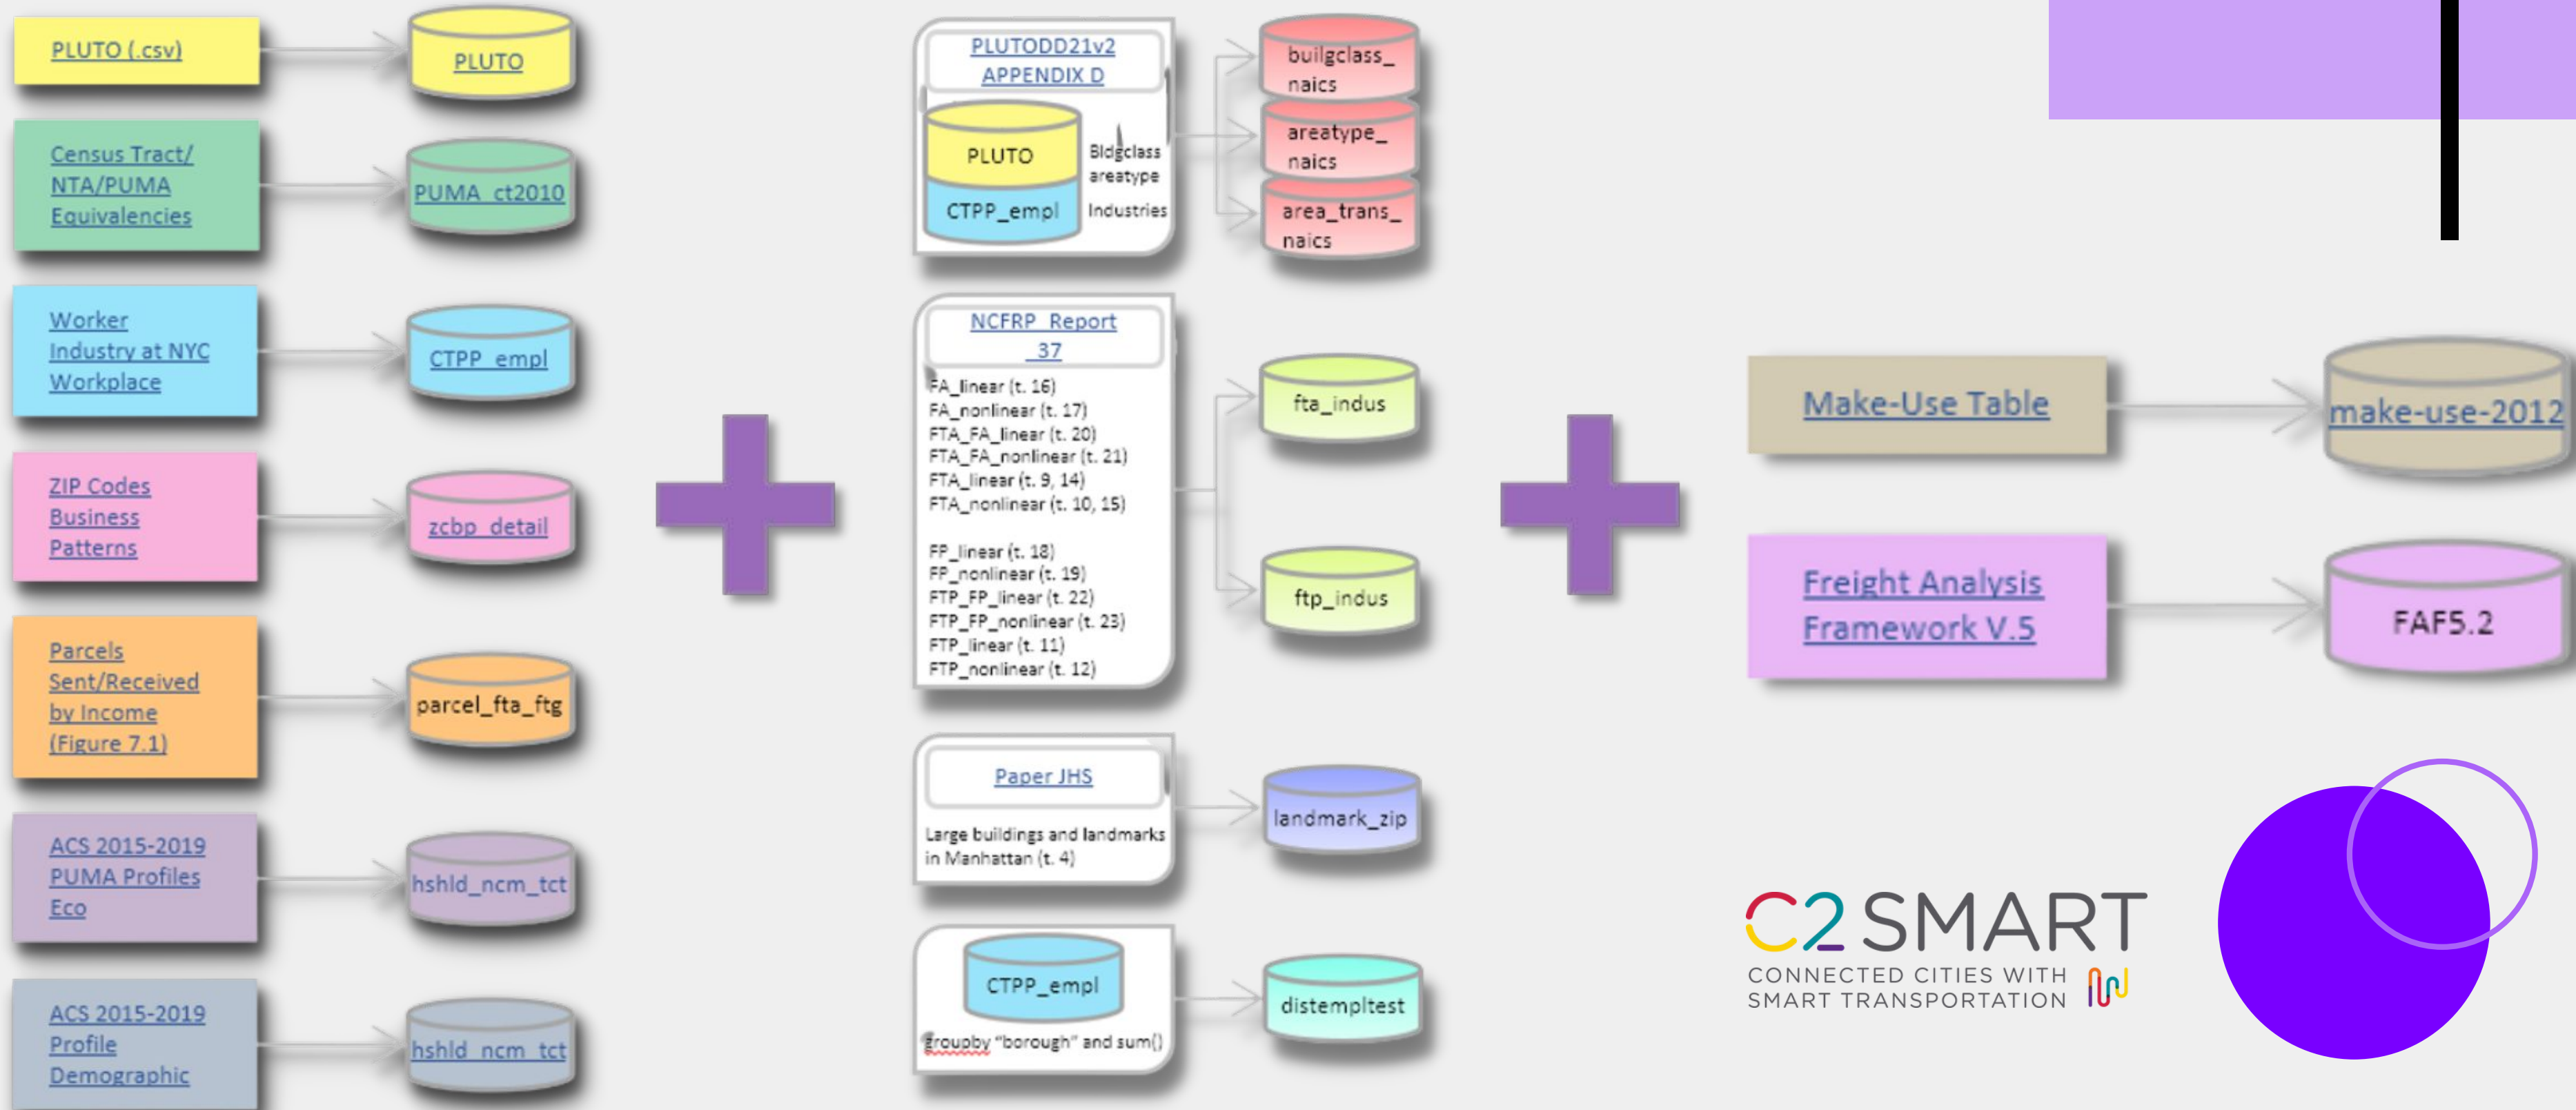 PLUTO (.csv)
PLUTO
Census Tract/
NTA/PUMA
Equivalencies
PUMA_ct2010
Worker
Industry at NYC
Workplace
CTPP_empl
ZIP Codes
Business
Patterns
zcbp_detail
Parcels
Sent/Received
by Income
(Figure 7.1)
parcel_fta_ftg
ACS 2015-2019
PUMA Profiles
Eco
hshld_ncm_tct
ACS 2015-2019
Profile
Demographic
hshld_ncm_tct
PLUTODD21v2
APPENDIX D
PLUTO
Bldgclass
areatype
CTPP_empl
Industries
builgclass_
naics
areatype_
naics
area_trans_
naics
NCFRP_Report
_37
FA_linear (t. 16)
FA_nonlinear (t. 17)
FTA_FA_linear (t. 20)
FTA_FA_nonlinear (t. 21)
FTA_linear (t. 9, 14)
FTA_nonlinear (t. 10, 15)
FP_linear (t. 18)
FP_nonlinear (t. 19)
FTP_FP_linear (t. 22)
FTP_FP_nonlinear (t. 23)
FTP_linear (t. 11)
FTP_nonlinear (t. 12)
fta_indus
ftp_indus
Paper JHS
Large buildings and landmarks
in Manhattan (t. 4)
landmark_zip
CTPP_empl
groupby "borough" and sum()
distempltest
Make-Use Table
make-use-2012
Freight Analysis
Framework V.5
FAF5.2
C2SMART
CONNECTED CITIES WITH
SMART TRANSPORTATION